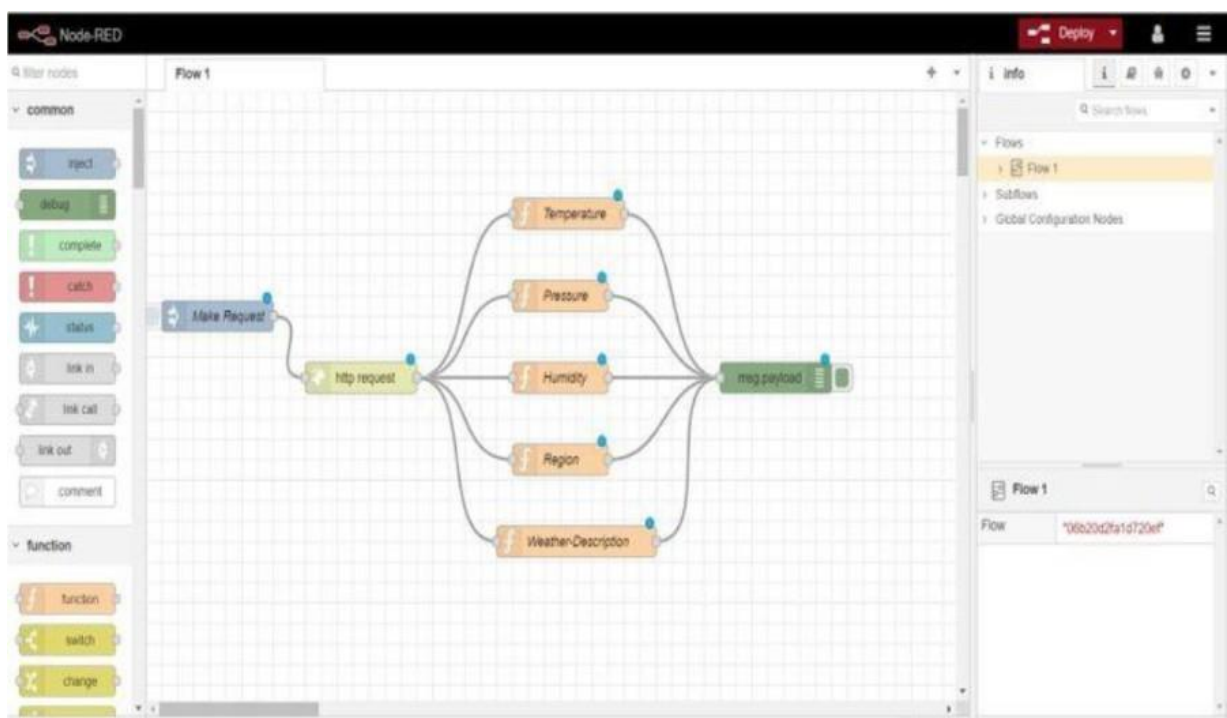 Node-RED
Deploy
filter nodes
Flow 1
common
inject
debug
complete
catch
status
link in
link call
link out
comment
function
function
switch
change
Make Request
http request
Temperature
Pressure
Humidity
Region
Weather-Description
msg.payload
i info
i
Search flows
Flows
Flow 1
Subflows
Global Configuration Nodes
Flow 1
Flow "06b20d2fa1d720ef"